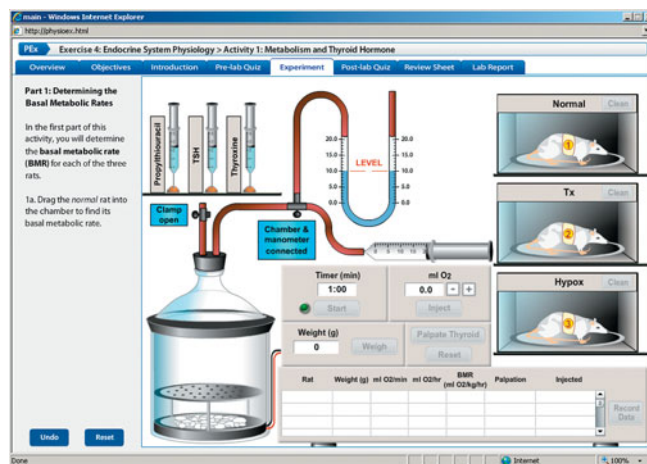 main - Windows Internet Explorer
http://physioex.html
PEx Exercise 4: Endocrine System Physiology > Activity 1: Metabolism and Thyroid Hormone
Overview Objectives Introduction Pre-lab Quiz Experiment Post-lab Quiz Review Sheet Lab Report
Part 1: Determining the
Basal Metabolic Rates
In the first part of this
activity, you will determine
the basal metabolic rate
(BMR) for each of the three
rats.
1a. Drag the normal rat into
the chamber to find its
basal metabolic rate.
Undo Reset
Propylthiouracil
TSH
Thyroxine
Clamp
open
Chamber &
manometer
connected
20.0 20.0
15.0 15.0
LEVEL
10.0 10.0
5.0 5.0
0.0 0.0
Normal Clean
1
Tx Clean
2
Hypox Clean
3
Timer (min)
1:00
Start
ml O2
0.0 - +
Inject
Weight (g)
0 Weigh
Palpate Thyroid
Reset
Rat Weight (g) ml O2/min ml O2/hr BMR (ml O2/kg/hr) Palpation Injected
Record
Data
Done Internet 100%